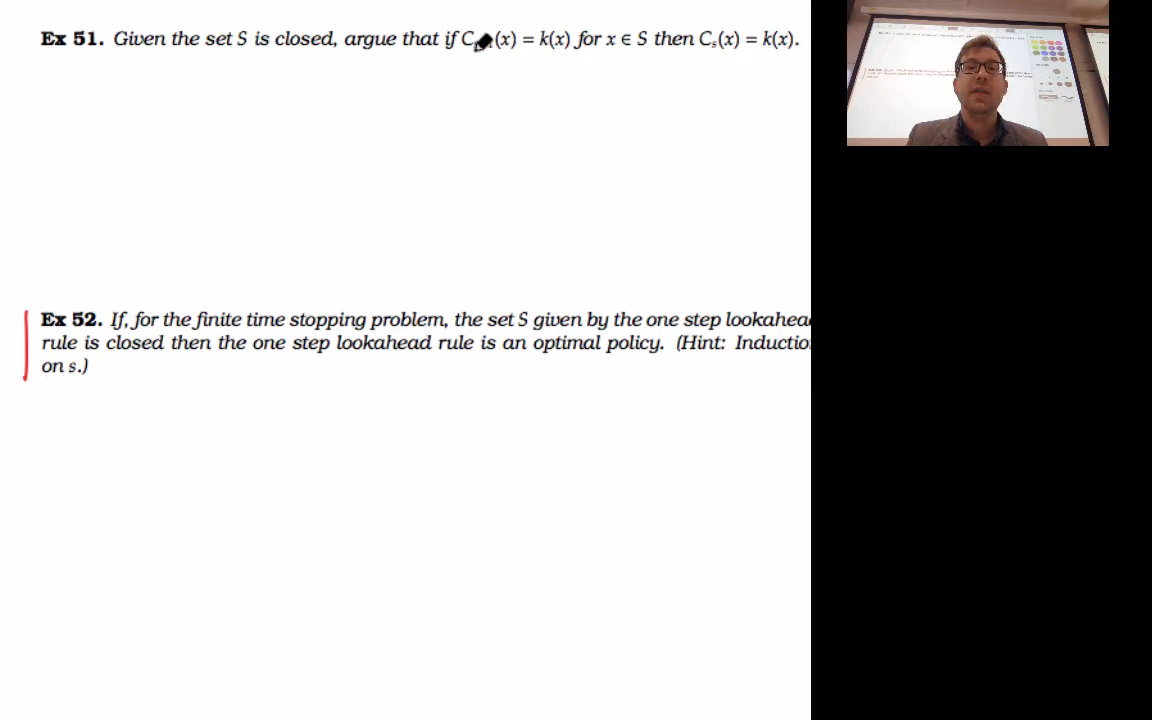 Ex 51. Given the set S is closed, argue that if C (x) = k(x) for x ∈ S then Cₛ(x) = k(x).
Ex 52. If, for the finite time stopping problem, the set S given by the one step lookahea
rule is closed then the one step lookahead rule is an optimal policy. (Hint: Inductio
on s.)